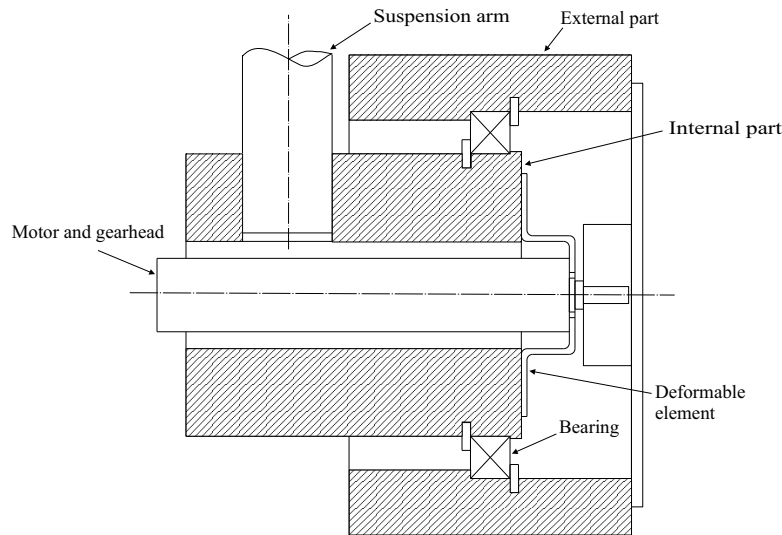 Suspension arm
External part
Internal part
Motor and gearhead
Deformable
element
Bearing